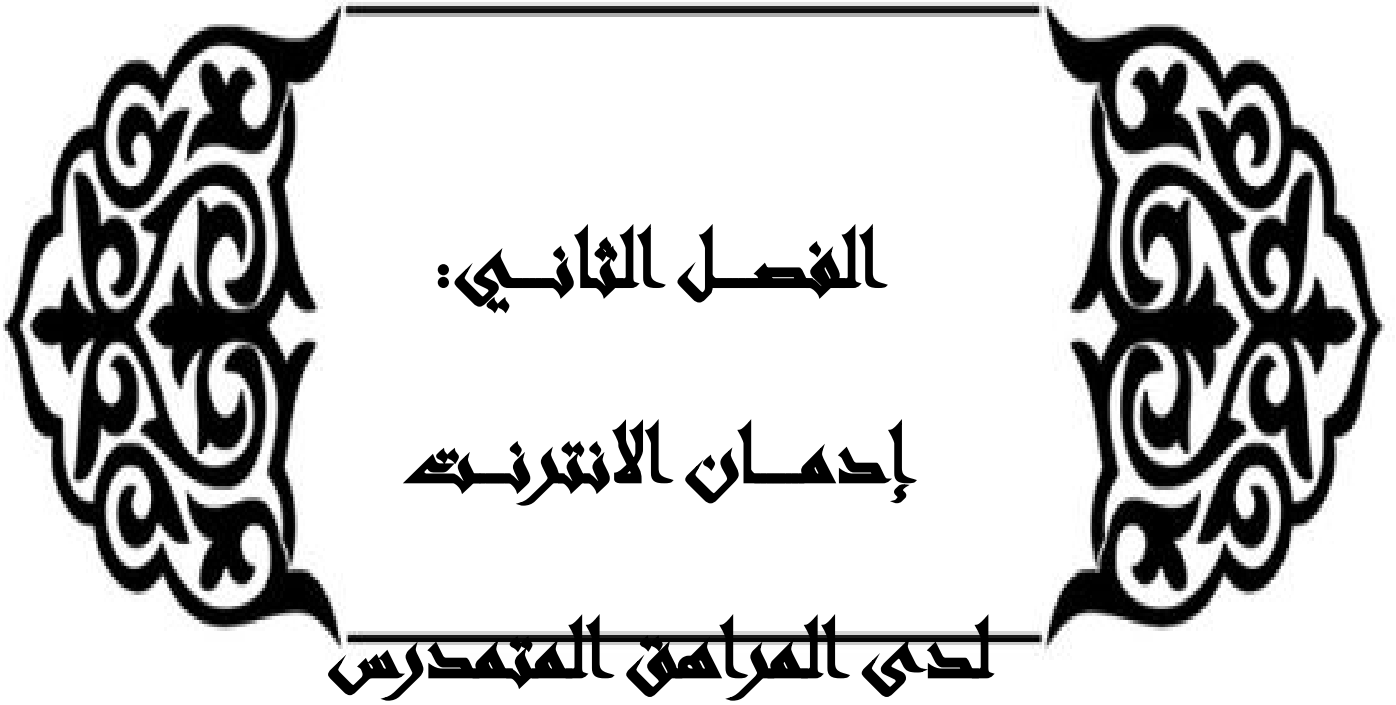 الفصل الثاني:
إدمان الانترنت
لدى المراهق المتمدرس